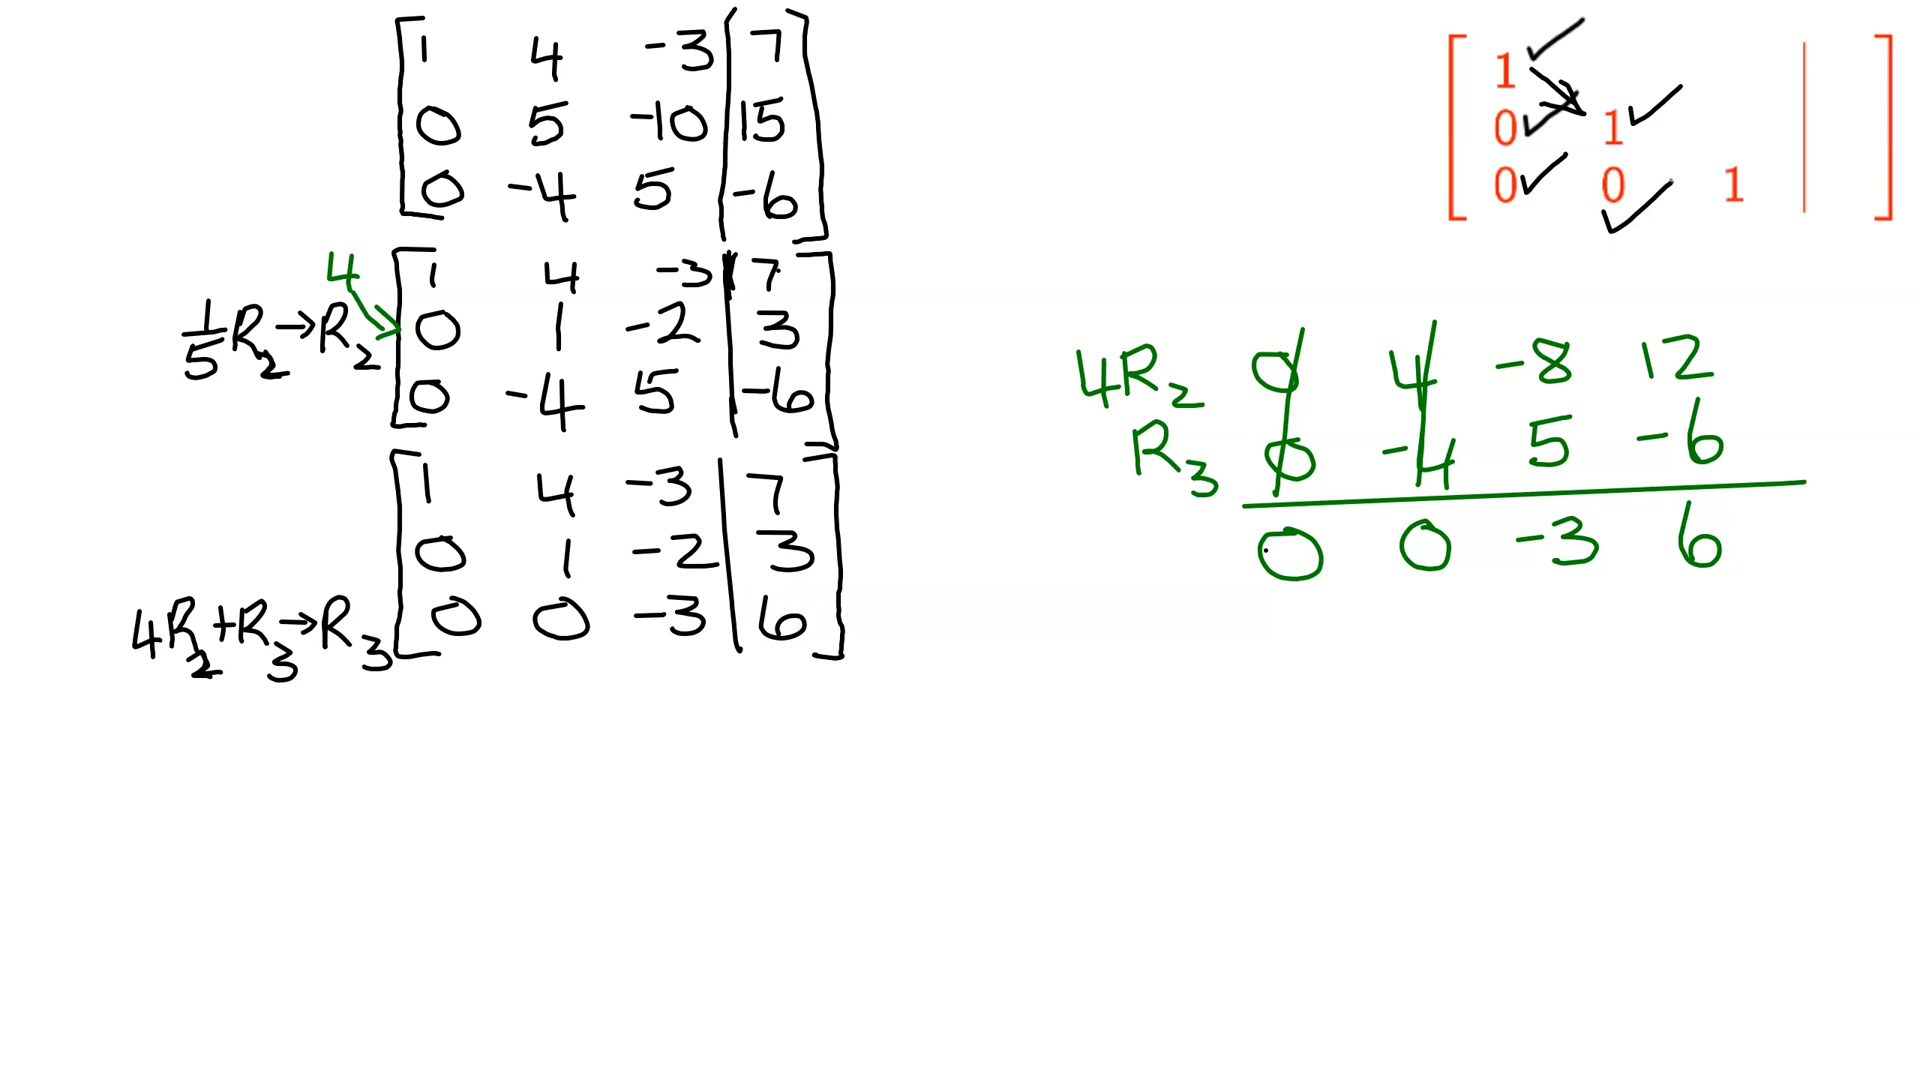 1 4 -3 7
0 5 -10 15
0 -4 5 -6
4
1 4 -3 7
1/5 R2 → R2 0 1 -2 3
0 -4 5 -6
1 4 -3 7
0 1 -2 3
4R2+R3→R3 0 0 -3 6
1
0 1
0 0 1
4R2 0 4 -8 12
R3 0 -4 5 -6
0 0 -3 6